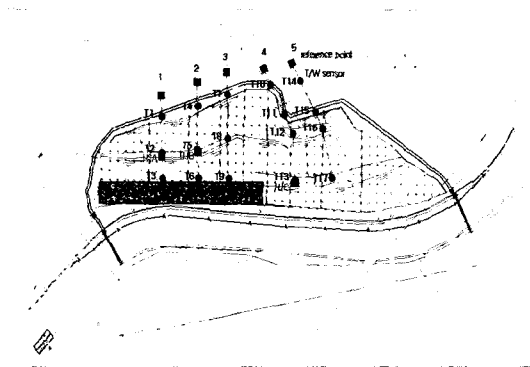 1
2
3
4
5
reference point
T/W sensor
T1
T4
T7
T10
T14
T11
T15
T2
T5
T8
T12
T16
T3
T6
T9
T13
T17